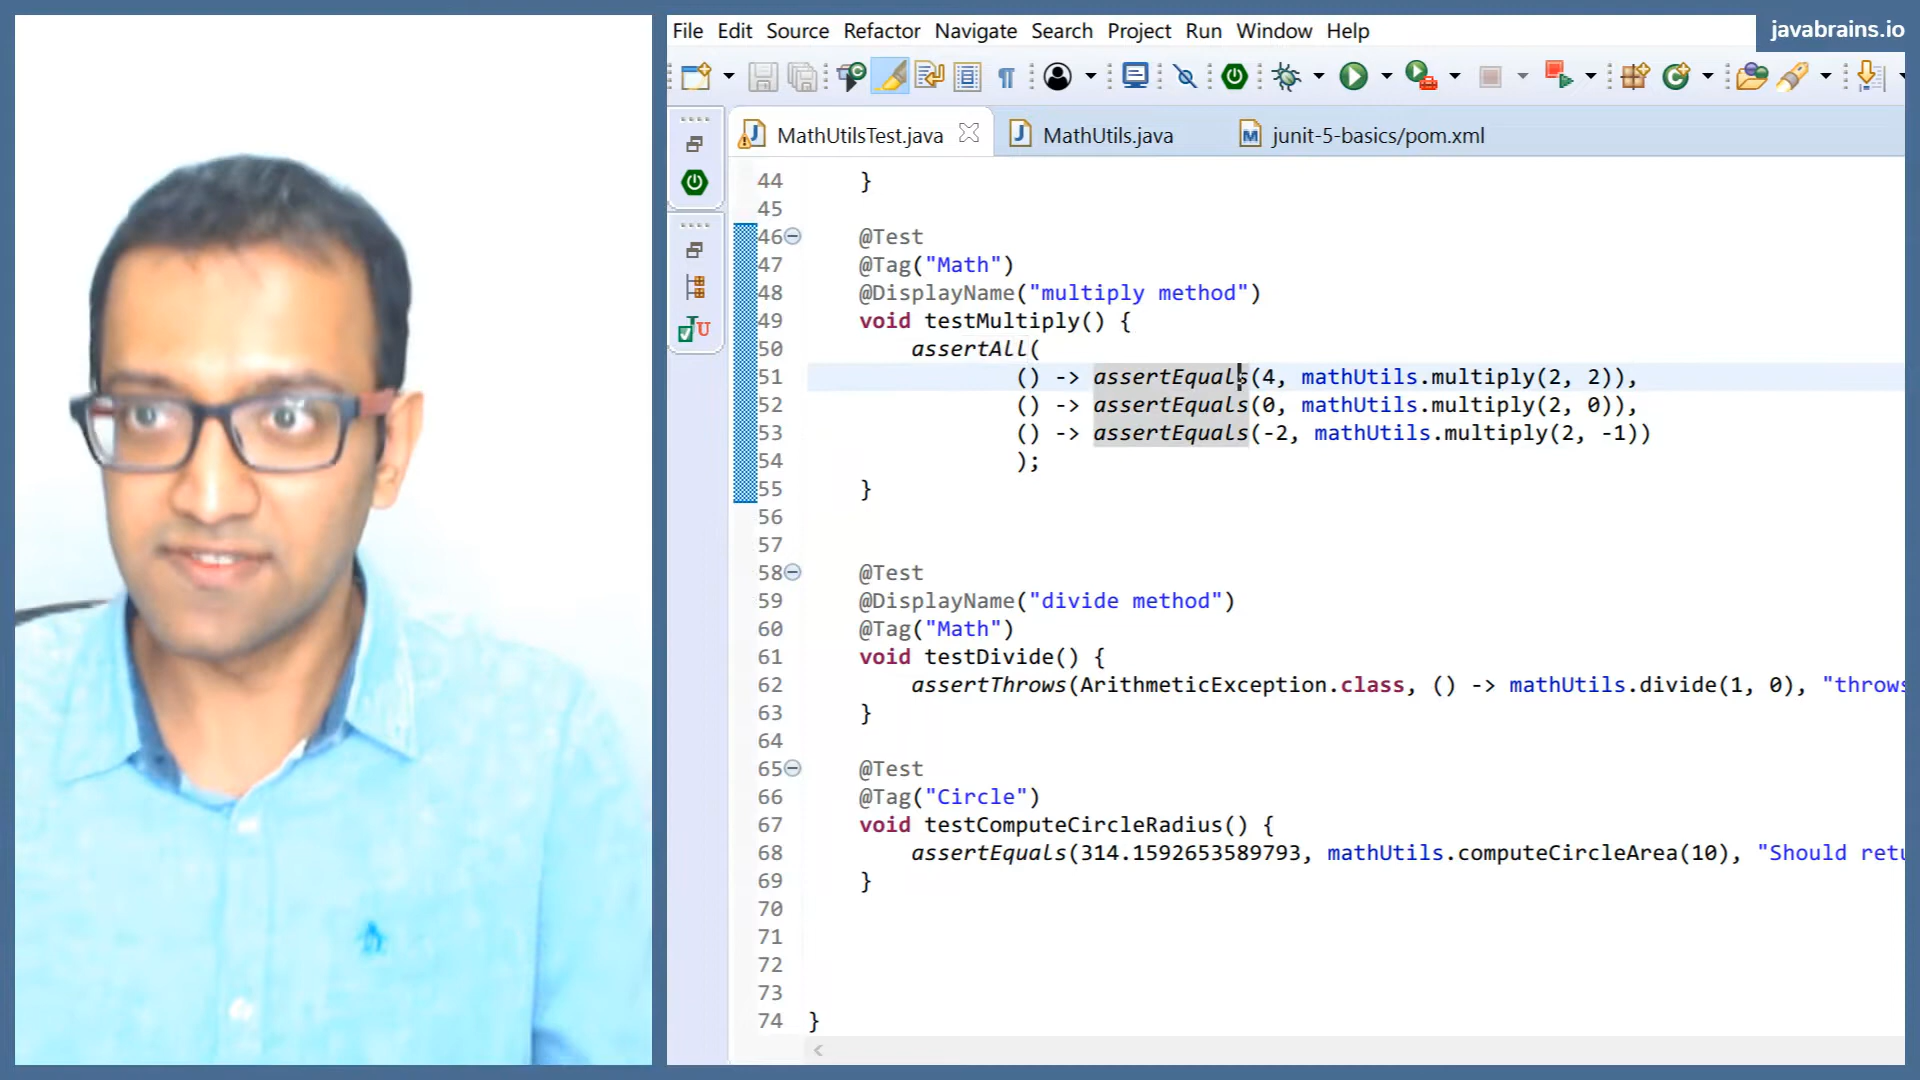 javabrains.io
File Edit Source Refactor Navigate Search Project Run Window Help
MathUtilsTest.java MathUtils.java junit-5-basics/pom.xml
44 }
45
46 @Test
47 @Tag("Math")
48 @DisplayName("multiply method")
49 void testMultiply() {
50 assertAll(
51 () -> assertEquals(4, mathUtils.multiply(2, 2)),
52 () -> assertEquals(0, mathUtils.multiply(2, 0)),
53 () -> assertEquals(-2, mathUtils.multiply(2, -1))
54 );
55 }
56
57
58 @Test
59 @DisplayName("divide method")
60 @Tag("Math")
61 void testDivide() {
62 assertThrows(ArithmeticException.class, () -> mathUtils.divide(1, 0), "throws
63 }
64
65 @Test
66 @Tag("Circle")
67 void testComputeCircleRadius() {
68 assertEquals(314.1592653589793, mathUtils.computeCircleArea(10), "Should retu
69 }
70
71
72
73
74 }